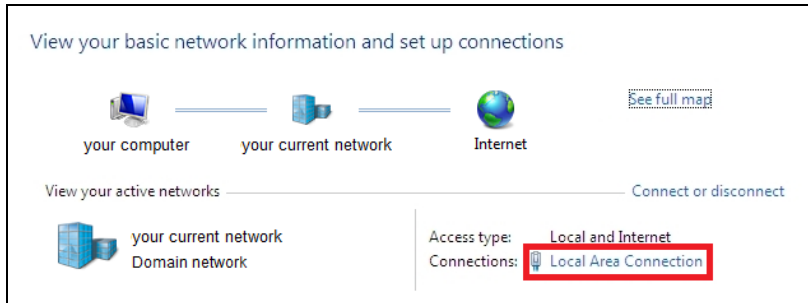 View your basic network information and set up connections
See full map
your computer your current network Internet
View your active networks Connect or disconnect
your current network
Domain network
Access type: Local and Internet
Connections: Local Area Connection